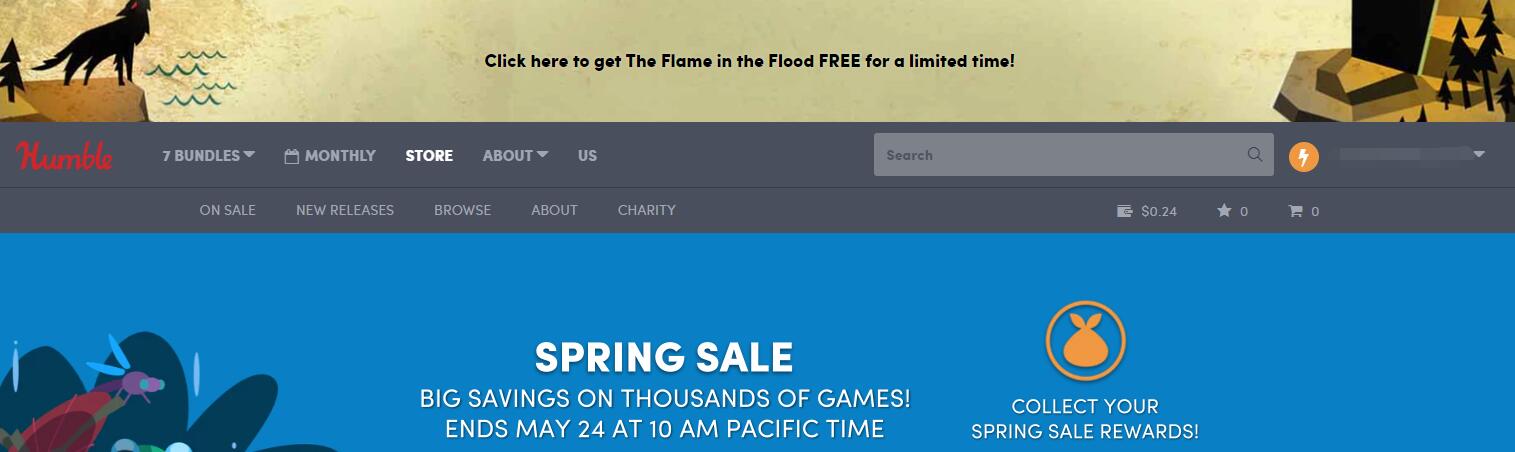 Click here to get The Flame in the Flood FREE for a limited time!
Humble 7 BUNDLES MONTHLY STORE ABOUT US Search
ON SALE NEW RELEASES BROWSE ABOUT CHARITY $0.24 0 0
SPRING SALE
BIG SAVINGS ON THOUSANDS OF GAMES!
ENDS MAY 24 AT 10 AM PACIFIC TIME
COLLECT YOUR
SPRING SALE REWARDS!